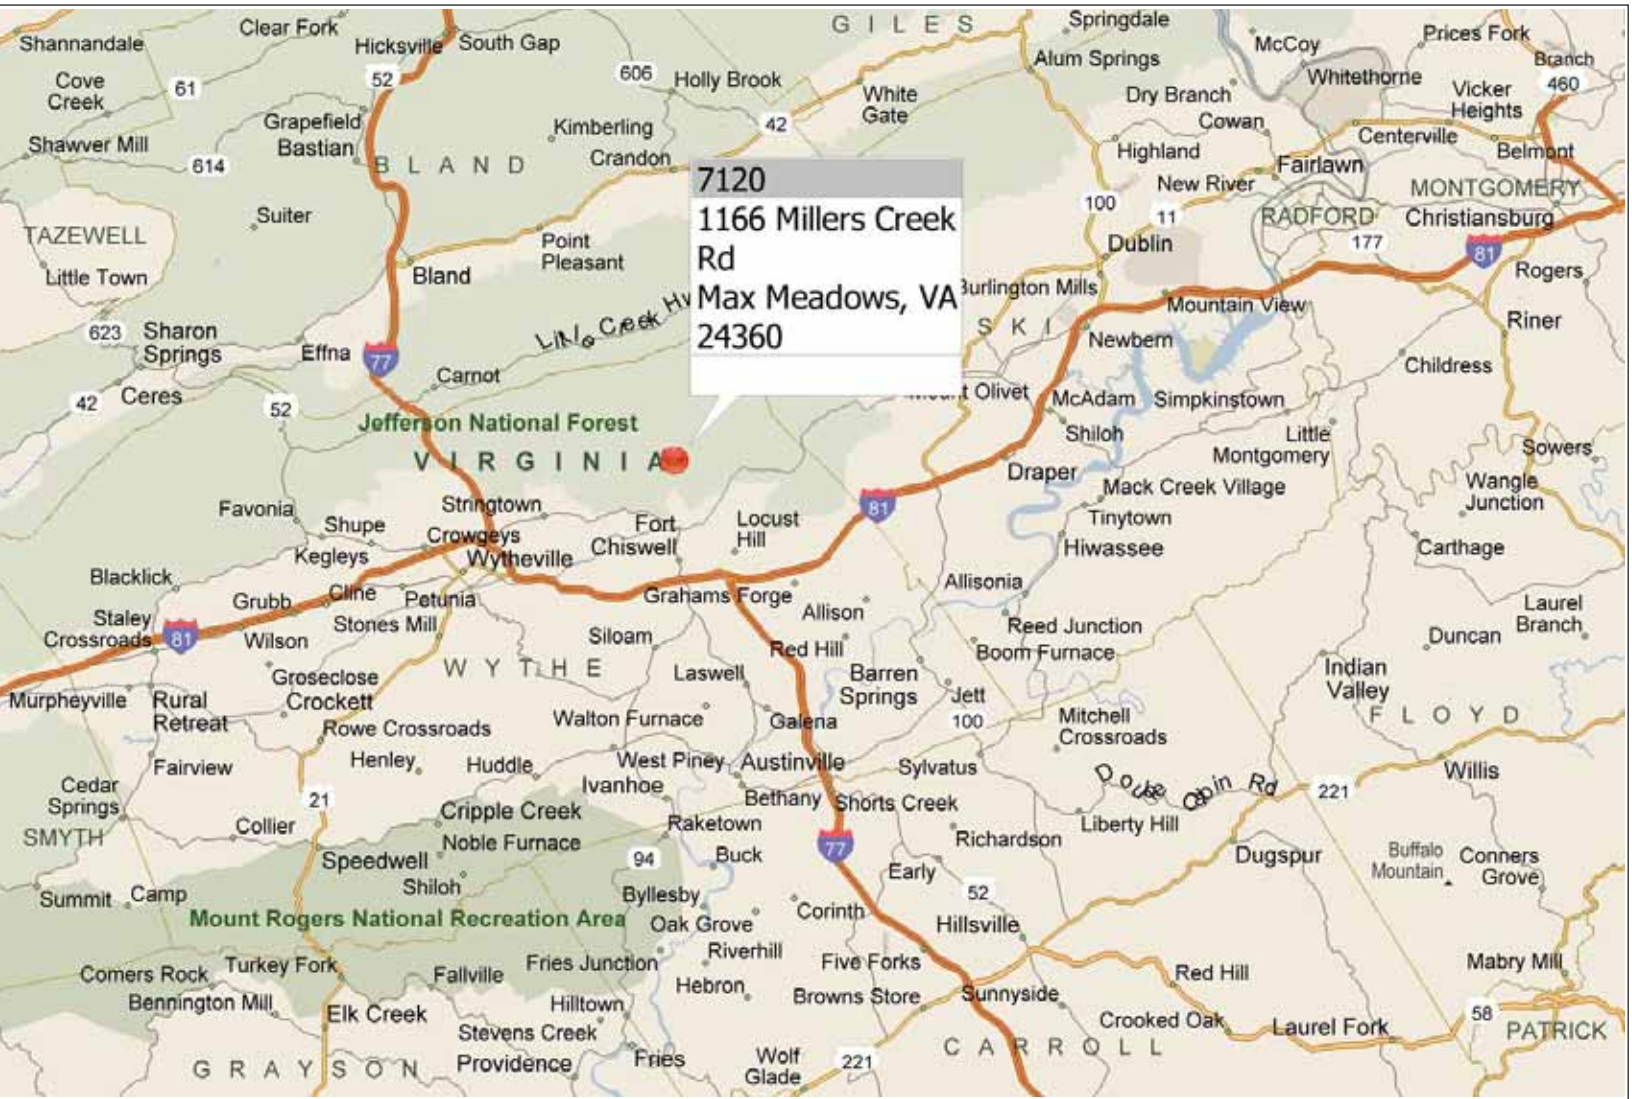 Clear Fork
GILES
Springdale
Shannandale
Hicksville
South Gap
McCoy
Prices Fork
Alum Springs
Branch
Cove
Creek
61
52
606
Holly Brook
Whitethorne
460
White
Gate
Dry Branch
Vicker
Heights
Grapefield
Bastian
Kimberling
42
Cowan
Centerville
Shawver Mill
614
BLAND
Crandon
Highland
Fairlawn
Belmont
7120
1166 Millers Creek
Rd
Max Meadows, VA
24360
New River
MONTGOMERY
100
11
RADFORD
Christiansburg
Suiter
TAZEWELL
Point
Pleasant
Dublin
177
81
Little Town
Bland
Burlington Mills
Rogers
Mountain View
623
Sharon
Springs
Little Creek Hw
SKI
Riner
Effna
77
Newbern
Childress
Carnot
42
Ceres
52
Mount Olivet
McAdam
Simpkinstown
Jefferson National Forest
Shiloh
Little
Montgomery
Sowers
VIRGINIA
Draper
Wangle
Junction
Mack Creek Village
Favonia
Stringtown
81
Tinytown
Shupe
Crowgeys
Fort
Chiswell
Locust
Hill
Hiwassee
Carthage
Kegleys
Wytheville
Blacklick
Allisonia
Grubb
Cline
Petunia
Grahams Forge
Allison
Laurel
Branch
Staley
Crossroads
81
Wilson
Stones Mill
Siloam
Red Hill
Reed Junction
Duncan
Boom Furnace
WYTHE
Groseclose
Crockett
Laswell
Barren
Springs
Indian
Valley
Murpheyville
Rural
Retreat
Jett
Walton Furnace
Galena
100
Mitchell
Crossroads
FLOYD
Rowe Crossroads
Fairview
Henley
Huddle
West Piney
Austinville
Sylvatus
Willis
Cedar
Springs
Ivanhoe
Double Cabin Rd
21
Bethany
Shorts Creek
221
Cripple Creek
SMYTH
Collier
Raketown
Liberty Hill
Noble Furnace
Richardson
Speedwell
94
Buck
77
Dugspur
Buffalo
Mountain
Conners
Grove
Shiloh
Early
Summit
Camp
Byllesby
52
Mount Rogers National Recreation Area
Oak Grove
Corinth
Hillsville
Riverhill
Comers Rock
Turkey Fork
Fallville
Fries Junction
Five Forks
Red Hill
Mabry Mill
Hebron
Bennington Mill
Elk Creek
Hilltown
Browns Store
Sunnyside
58
Stevens Creek
Crooked Oak
Laurel Fork
PATRICK
GRAYSON
Providence
Fries
Wolf
Glade
221
CARROLL